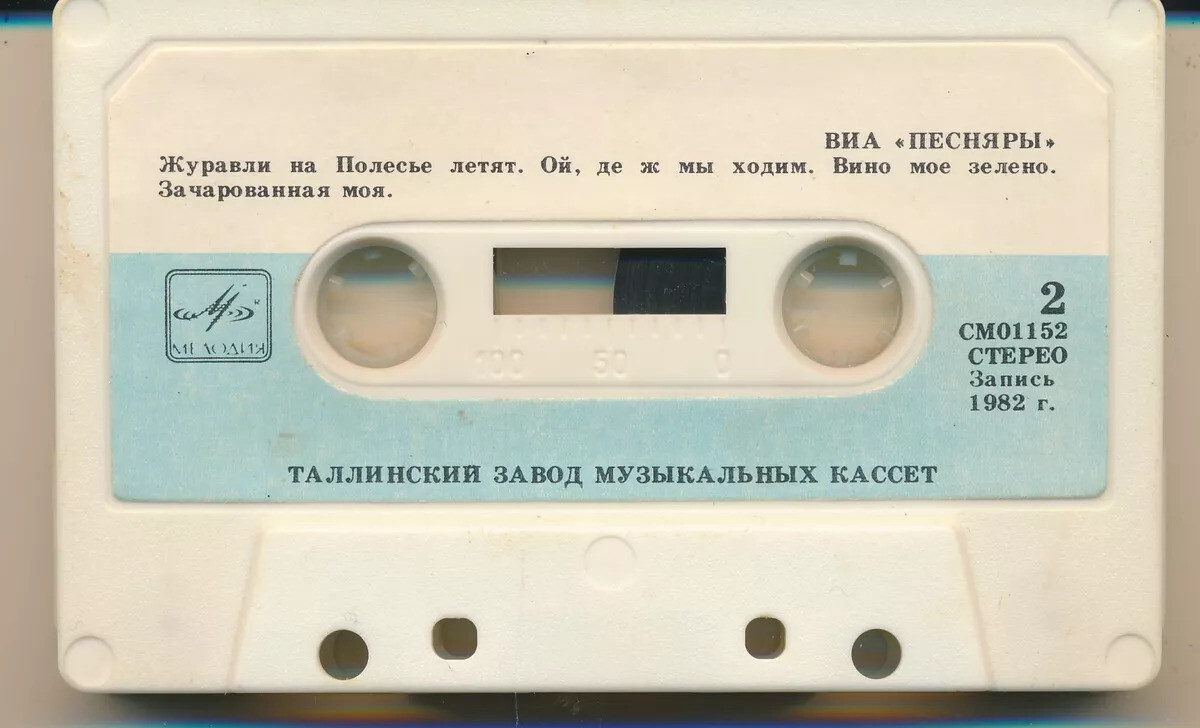 ВИА «ПЕСНЯРЫ»
Журавли на Полесье летят. Ой, де ж мы ходим. Вино мое зелено.
Зачарованная моя.
МЕЛОДИЯ
2
СМ01152
СТЕРЕО
Запись
1982 г.
100 50 0
ТАЛЛИНСКИЙ ЗАВОД МУЗЫКАЛЬНЫХ КАССЕТ